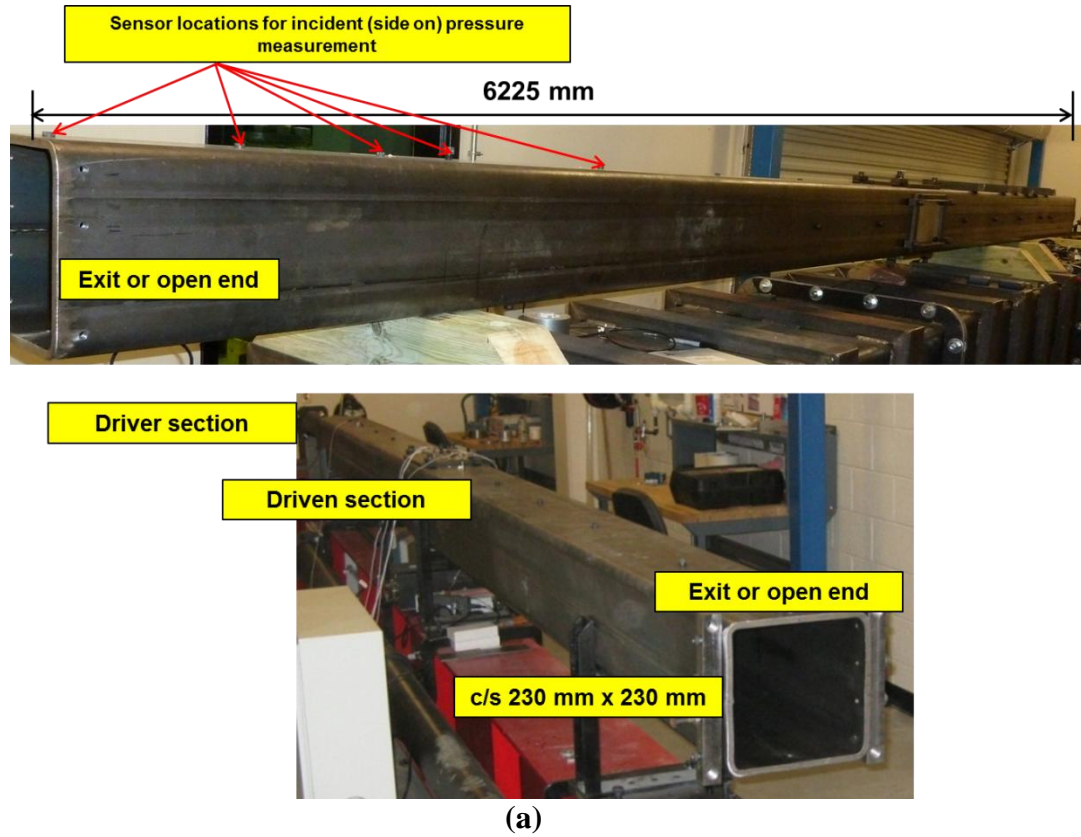 Sensor locations for incident (side on) pressure
measurement
6225 mm
Exit or open end
Driver section
Driven section
Exit or open end
c/s 230 mm x 230 mm
(a)